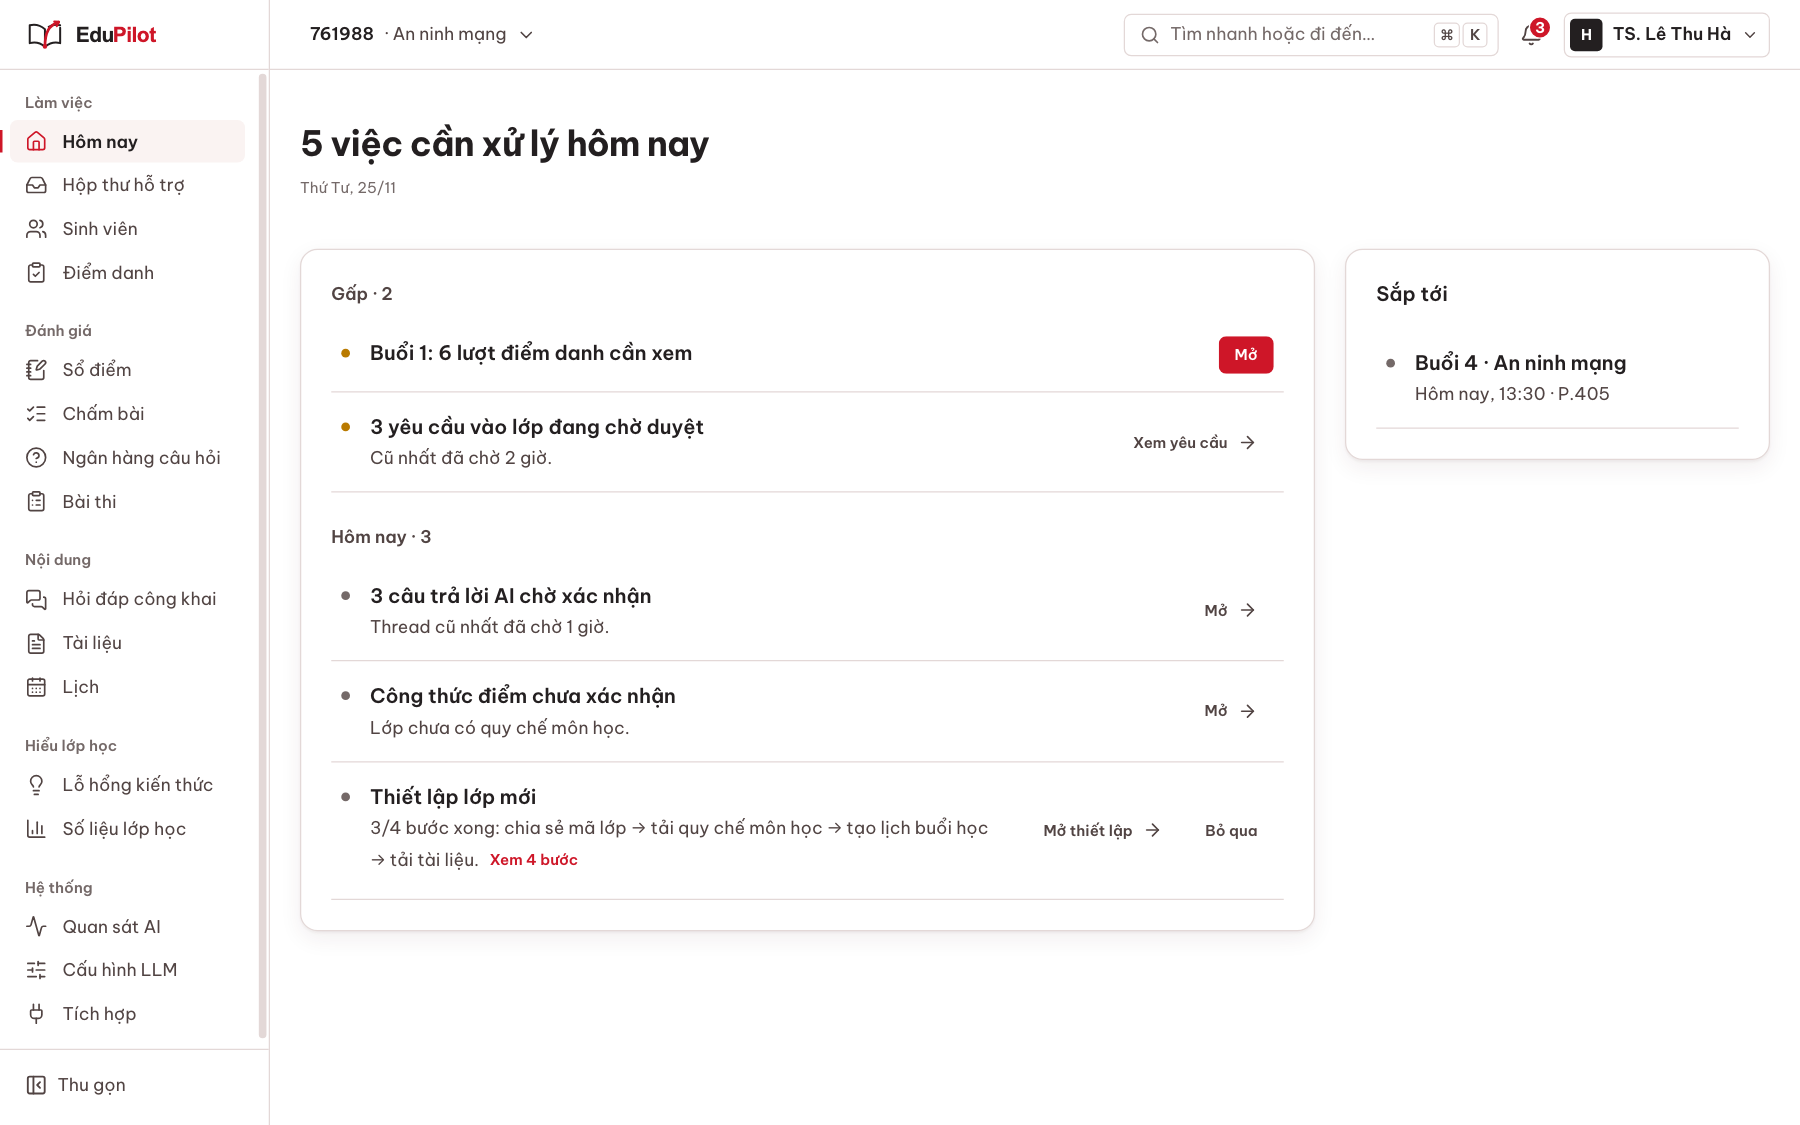 EduPilot
761988 · An ninh mạng
Tìm nhanh hoặc đi đến...
⌘ K
3
H TS. Lê Thu Hà
Làm việc
Hôm nay
Hộp thư hỗ trợ
Sinh viên
Điểm danh
Đánh giá
Sổ điểm
Chấm bài
Ngân hàng câu hỏi
Bài thi
Nội dung
Hỏi đáp công khai
Tài liệu
Lịch
Hiểu lớp học
Lỗ hổng kiến thức
Số liệu lớp học
Hệ thống
Quan sát AI
Cấu hình LLM
Tích hợp
Thu gọn
5 việc cần xử lý hôm nay
Thứ Tư, 25/11
Gấp · 2
Buổi 1: 6 lượt điểm danh cần xem
Mở
3 yêu cầu vào lớp đang chờ duyệt
Cũ nhất đã chờ 2 giờ.
Xem yêu cầu →
Hôm nay · 3
3 câu trả lời AI chờ xác nhận
Thread cũ nhất đã chờ 1 giờ.
Mở →
Công thức điểm chưa xác nhận
Lớp chưa có quy chế môn học.
Mở →
Thiết lập lớp mới
3/4 bước xong: chia sẻ mã lớp → tải quy chế môn học → tạo lịch buổi học
→ tải tài liệu. Xem 4 bước
Mở thiết lập →
Bỏ qua
Sắp tới
Buổi 4 · An ninh mạng
Hôm nay, 13:30 · P.405